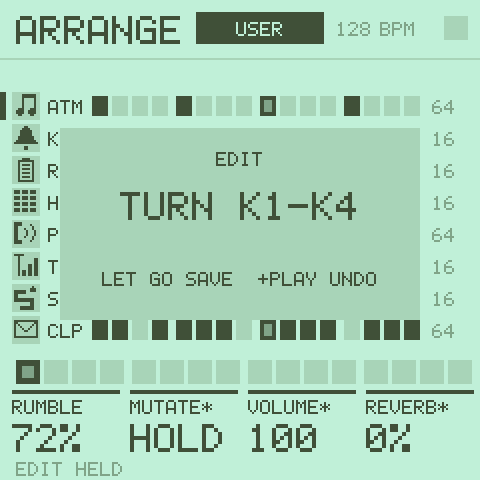 ARRANGE USER 128 BPM
ATM 64
K 16
EDIT
R 16
TURN K1-K4
H 16
P 64
T 16
LET GO SAVE +PLAY UNDO
S 16
CLP 64
RUMBLE MUTATE* VOLUME* REVERB*
72% HOLD 100 0%
EDIT HELD